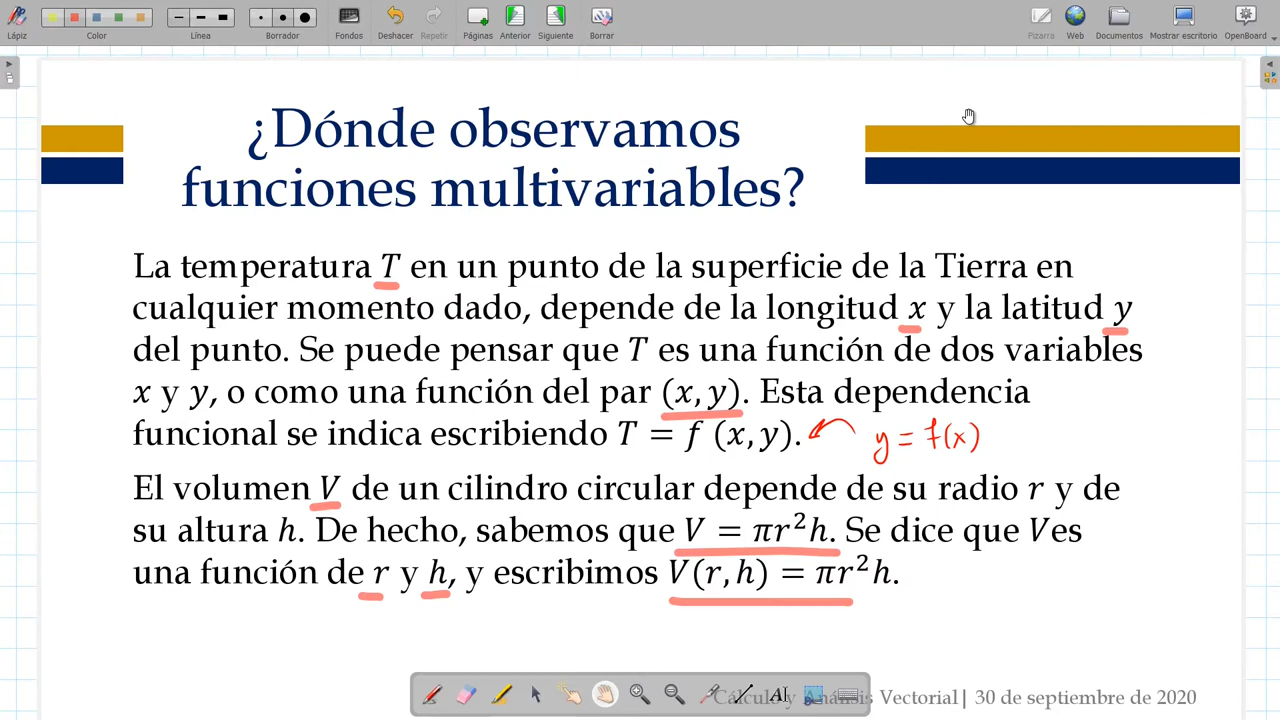 Lápiz
Color
Línea
Borrador
Fondos
Deshacer
Repetir
Páginas
Anterior
Siguiente
Borrar
Pizarra
Web
Documentos
Mostrar escritorio
OpenBoard
¿Dónde observamos
funciones multivariables?
La temperatura T en un punto de la superficie de la Tierra en
cualquier momento dado, depende de la longitud x y la latitud y
del punto. Se puede pensar que T es una función de dos variables
x y y, o como una función del par (x, y). Esta dependencia
funcional se indica escribiendo T = f (x, y).
y = f(x)
El volumen V de un cilindro circular depende de su radio r y de
su altura h. De hecho, sabemos que V = πr²h. Se dice que Ves
una función de r y h, y escribimos V(r, h) = πr²h.
Cálculo y Análisis Vectorial| 30 de septiembre de 2020